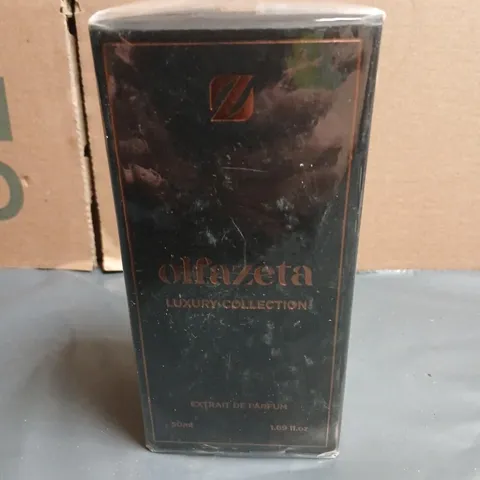 olfazeta
LUXURY COLLECTION
EXTRAIT DE PARFUM
50ml 1.69 fl.oz